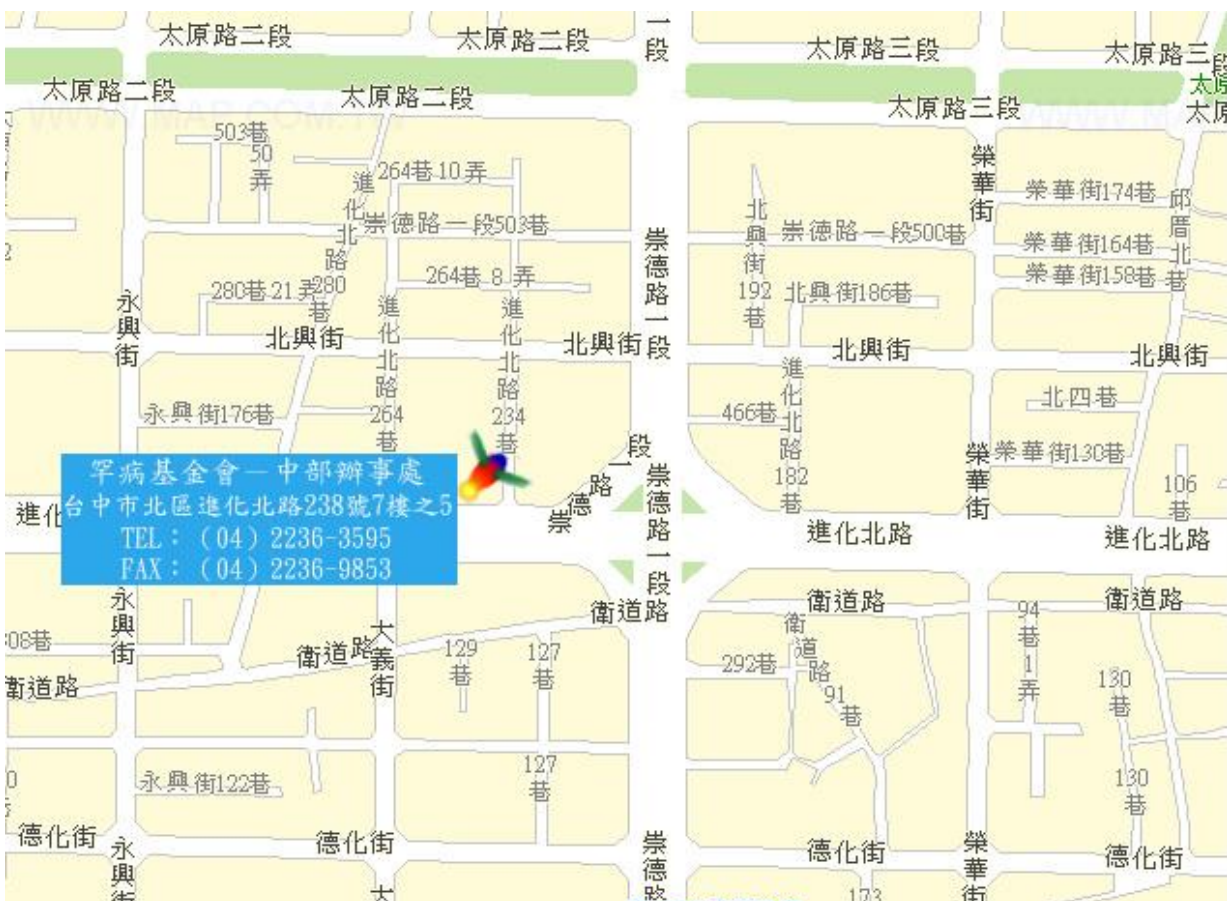 太原路二段
太原路二段
一段
太原路三段
太原路三段
太原路二段
太原路二段
太原路三段
503巷
50弄
264巷10弄
榮華街
榮華街174巷
進化北路280巷
崇德路一段503巷
崇德路一段
北興街192巷
崇德路一段500巷
榮華街164巷
邱厝北巷
264巷8弄
280巷21弄
北興街186巷
榮華街158巷
永興街
進化北路264巷
進化北路234巷
北興街
北興街
北興街
北興街
永興街176巷
466巷
進化北路182巷
北四巷
罕病基金會—中部辦事處
台中市北區進化北路238號7樓之5
TEL：（04）2236-3595
FAX：（04）2236-9853
進化
崇德路一段
崇德路一段
榮華街
榮華街130巷
106巷
進化北路
進化北路
永興街
衛道路
衛道路
衛道路
衛道路
大義街
129巷
127巷
292巷
衛道路91巷
94巷1弄
130巷
衛道路
永興街122巷
127巷
130巷
德化街
德化街
德化街
德化街
永興街
崇德路
榮華街
173